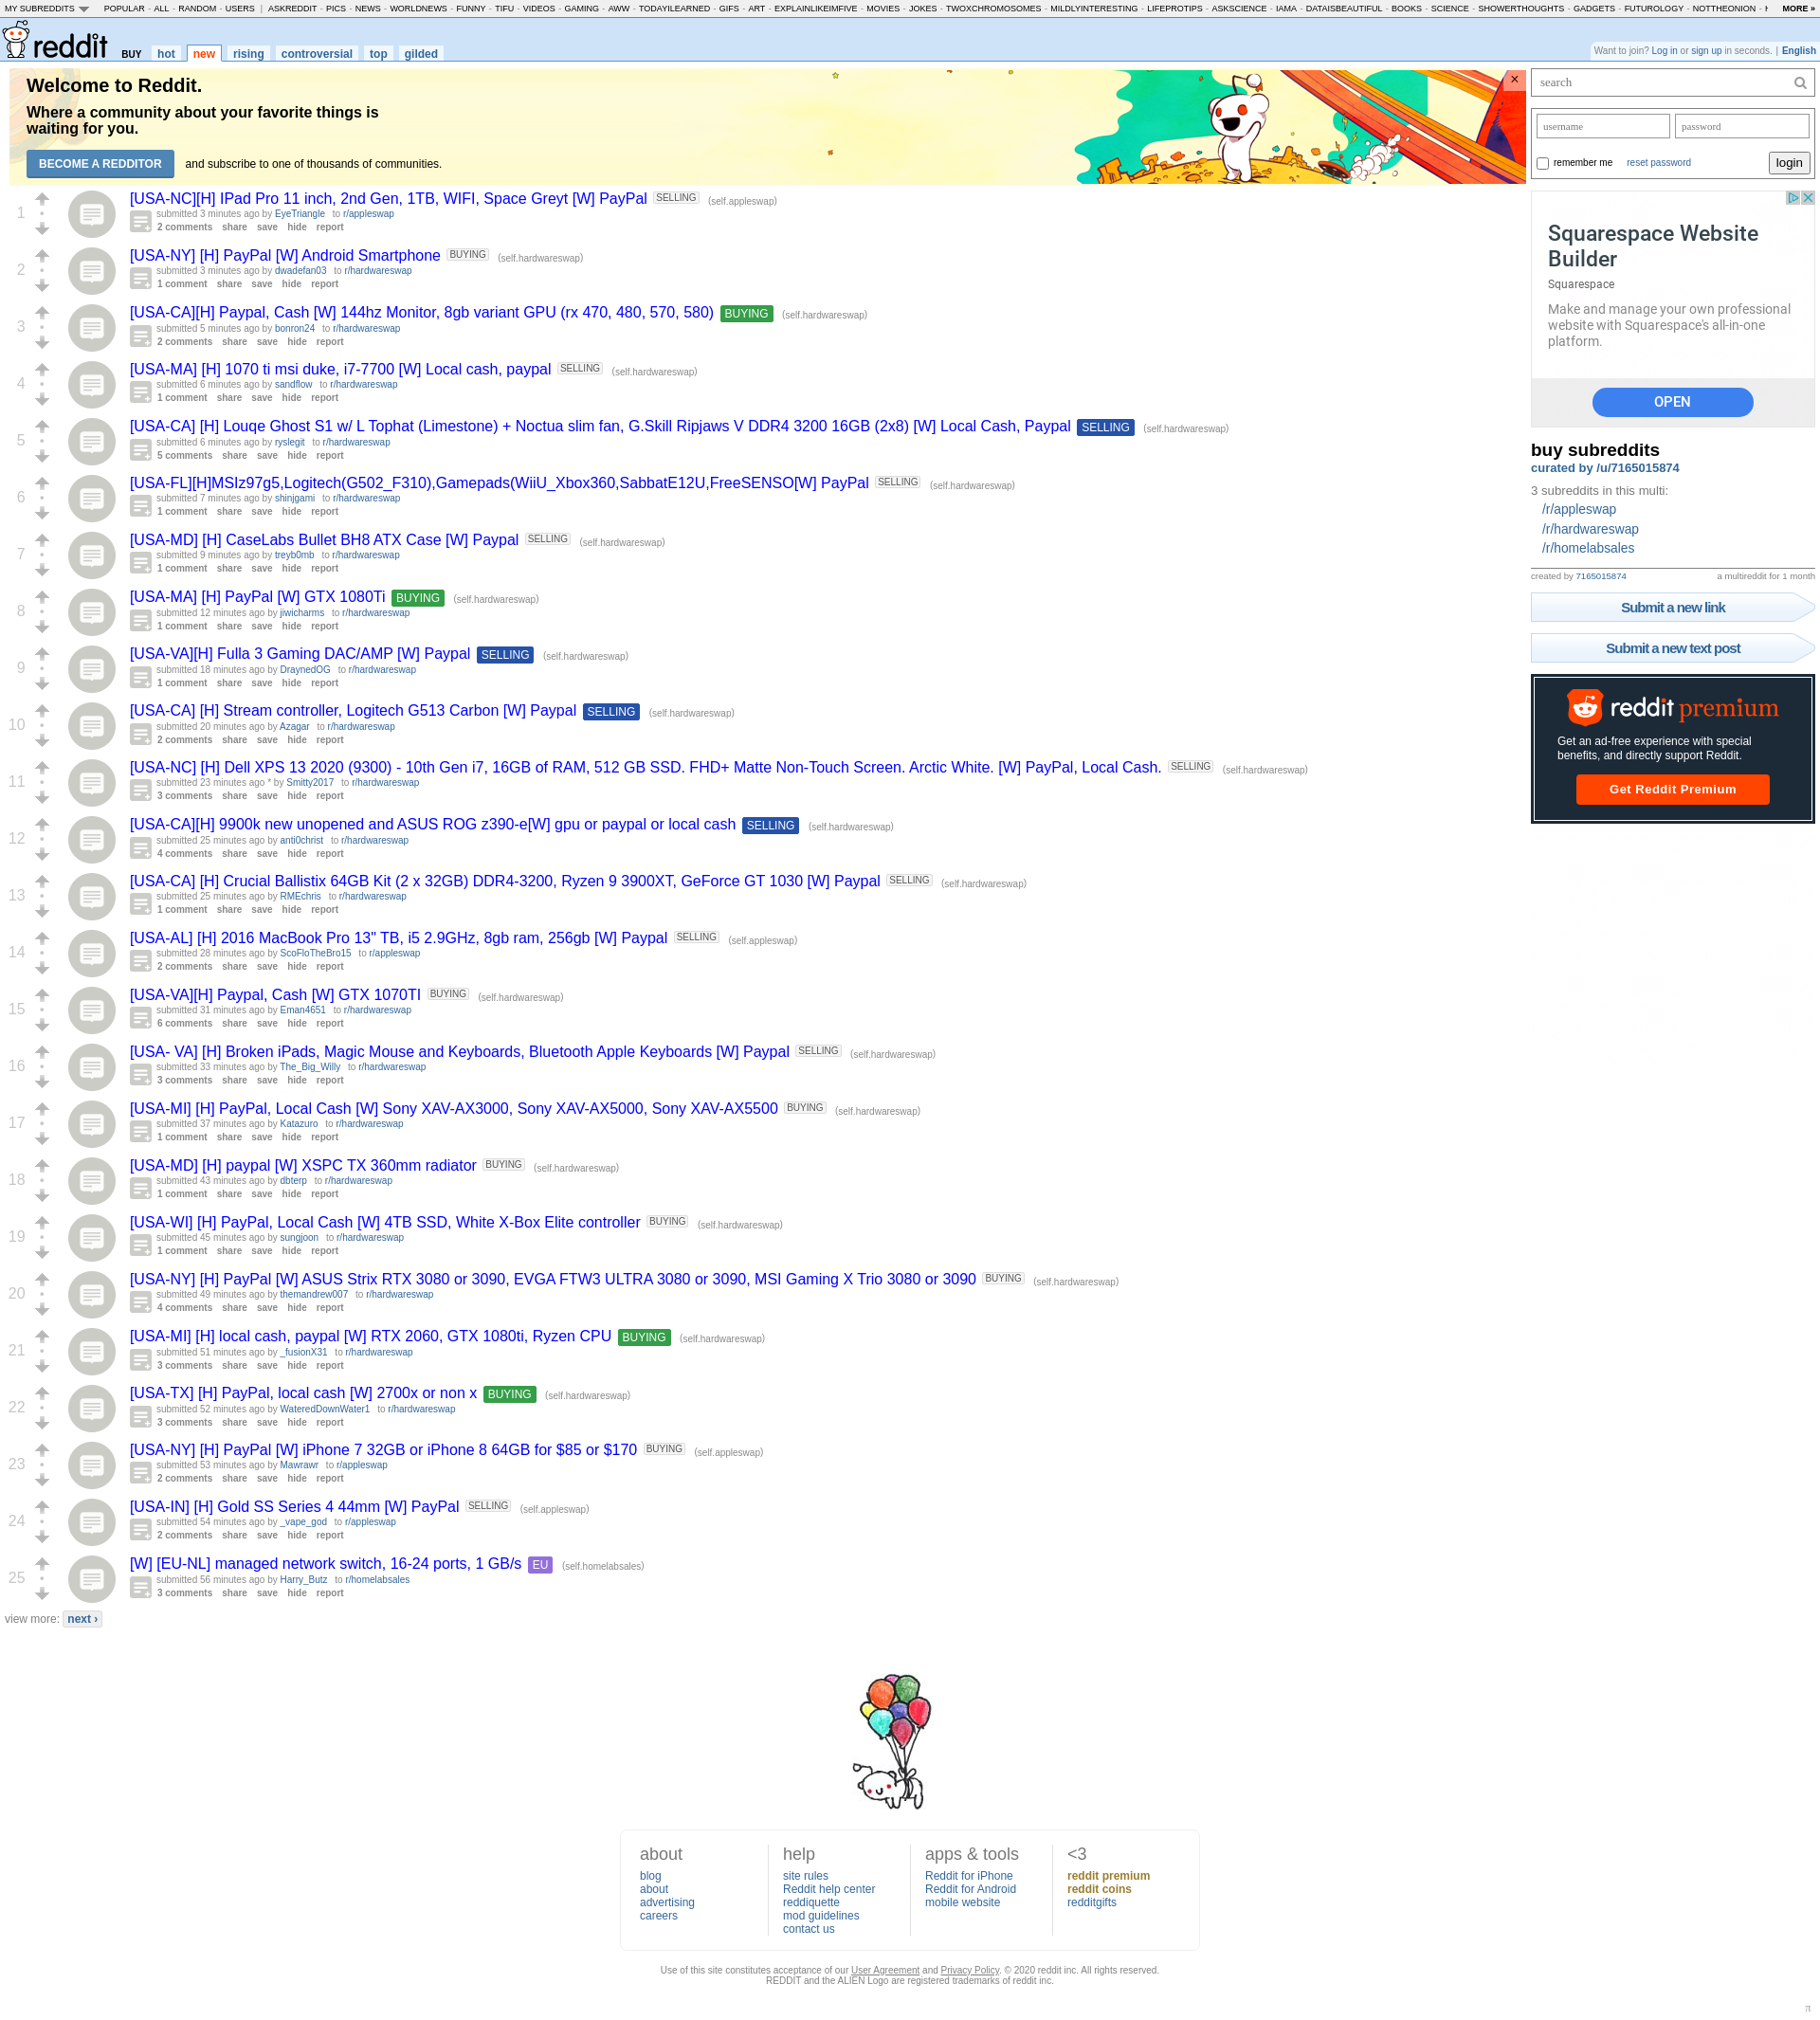 MY SUBREDDITS POPULAR - ALL - RANDOM - USERS | ASKREDDIT - PICS - NEWS - WORLDNEWS - FUNNY - TIFU - VIDEOS - GAMING - AWW - TODAYILEARNED - GIFS - ART - EXPLAINLIKEIMFIVE - MOVIES - JOKES - TWOXCHROMOSOMES - MILDLYINTERESTING - LIFEPROTIPS - ASKSCIENCE - IAMA - DATAISBEAUTIFUL - BOOKS - SCIENCE - SHOWERTHOUGHTS - GADGETS - FUTUROLOGY - NOTTHEONION - MORE »
reddit BUY hot new rising controversial top gilded
Want to join? Log in or sign up in seconds. | English
Welcome to Reddit.
Where a community about your favorite things is
waiting for you.
BECOME A REDDITOR and subscribe to one of thousands of communities.
×
1
[USA-NC][H] IPad Pro 11 inch, 2nd Gen, 1TB, WIFI, Space Greyt [W] PayPal SELLING (self.appleswap)
submitted 3 minutes ago by EyeTriangle to r/appleswap
2 comments share save hide report
2
[USA-NY] [H] PayPal [W] Android Smartphone BUYING (self.hardwareswap)
submitted 3 minutes ago by dwadefan03 to r/hardwareswap
1 comment share save hide report
3
[USA-CA][H] Paypal, Cash [W] 144hz Monitor, 8gb variant GPU (rx 470, 480, 570, 580) BUYING (self.hardwareswap)
submitted 5 minutes ago by bonron24 to r/hardwareswap
2 comments share save hide report
4
[USA-MA] [H] 1070 ti msi duke, i7-7700 [W] Local cash, paypal SELLING (self.hardwareswap)
submitted 6 minutes ago by sandflow to r/hardwareswap
1 comment share save hide report
5
[USA-CA] [H] Louqe Ghost S1 w/ L Tophat (Limestone) + Noctua slim fan, G.Skill Ripjaws V DDR4 3200 16GB (2x8) [W] Local Cash, Paypal SELLING (self.hardwareswap)
submitted 6 minutes ago by ryslegit to r/hardwareswap
5 comments share save hide report
6
[USA-FL][H]MSIz97g5,Logitech(G502_F310),Gamepads(WiiU_Xbox360,SabbatE12U,FreeSENSO[W] PayPal SELLING (self.hardwareswap)
submitted 7 minutes ago by shinjgami to r/hardwareswap
1 comment share save hide report
7
[USA-MD] [H] CaseLabs Bullet BH8 ATX Case [W] Paypal SELLING (self.hardwareswap)
submitted 9 minutes ago by treyb0mb to r/hardwareswap
1 comment share save hide report
8
[USA-MA] [H] PayPal [W] GTX 1080Ti BUYING (self.hardwareswap)
submitted 12 minutes ago by jiwicharms to r/hardwareswap
1 comment share save hide report
9
[USA-VA][H] Fulla 3 Gaming DAC/AMP [W] Paypal SELLING (self.hardwareswap)
submitted 18 minutes ago by DraynedOG to r/hardwareswap
1 comment share save hide report
10
[USA-CA] [H] Stream controller, Logitech G513 Carbon [W] Paypal SELLING (self.hardwareswap)
submitted 20 minutes ago by Azagar to r/hardwareswap
2 comments share save hide report
11
[USA-NC] [H] Dell XPS 13 2020 (9300) - 10th Gen i7, 16GB of RAM, 512 GB SSD. FHD+ Matte Non-Touch Screen. Arctic White. [W] PayPal, Local Cash. SELLING (self.hardwareswap)
submitted 23 minutes ago * by Smitty2017 to r/hardwareswap
3 comments share save hide report
12
[USA-CA][H] 9900k new unopened and ASUS ROG z390-e[W] gpu or paypal or local cash SELLING (self.hardwareswap)
submitted 25 minutes ago by anti0christ to r/hardwareswap
4 comments share save hide report
13
[USA-CA] [H] Crucial Ballistix 64GB Kit (2 x 32GB) DDR4-3200, Ryzen 9 3900XT, GeForce GT 1030 [W] Paypal SELLING (self.hardwareswap)
submitted 25 minutes ago by RMEchris to r/hardwareswap
1 comment share save hide report
14
[USA-AL] [H] 2016 MacBook Pro 13" TB, i5 2.9GHz, 8gb ram, 256gb [W] Paypal SELLING (self.appleswap)
submitted 28 minutes ago by ScoFloTheBro15 to r/appleswap
2 comments share save hide report
15
[USA-VA][H] Paypal, Cash [W] GTX 1070TI BUYING (self.hardwareswap)
submitted 31 minutes ago by Eman4651 to r/hardwareswap
6 comments share save hide report
16
[USA- VA] [H] Broken iPads, Magic Mouse and Keyboards, Bluetooth Apple Keyboards [W] Paypal SELLING (self.hardwareswap)
submitted 33 minutes ago by The_Big_Willy to r/hardwareswap
3 comments share save hide report
17
[USA-MI] [H] PayPal, Local Cash [W] Sony XAV-AX3000, Sony XAV-AX5000, Sony XAV-AX5500 BUYING (self.hardwareswap)
submitted 37 minutes ago by Katazuro to r/hardwareswap
1 comment share save hide report
18
[USA-MD] [H] paypal [W] XSPC TX 360mm radiator BUYING (self.hardwareswap)
submitted 43 minutes ago by dbterp to r/hardwareswap
1 comment share save hide report
19
[USA-WI] [H] PayPal, Local Cash [W] 4TB SSD, White X-Box Elite controller BUYING (self.hardwareswap)
submitted 45 minutes ago by sungjoon to r/hardwareswap
1 comment share save hide report
20
[USA-NY] [H] PayPal [W] ASUS Strix RTX 3080 or 3090, EVGA FTW3 ULTRA 3080 or 3090, MSI Gaming X Trio 3080 or 3090 BUYING (self.hardwareswap)
submitted 49 minutes ago by themandrew007 to r/hardwareswap
4 comments share save hide report
21
[USA-MI] [H] local cash, paypal [W] RTX 2060, GTX 1080ti, Ryzen CPU BUYING (self.hardwareswap)
submitted 51 minutes ago by _fusionX31 to r/hardwareswap
3 comments share save hide report
22
[USA-TX] [H] PayPal, local cash [W] 2700x or non x BUYING (self.hardwareswap)
submitted 52 minutes ago by WateredDownWater1 to r/hardwareswap
3 comments share save hide report
23
[USA-NY] [H] PayPal [W] iPhone 7 32GB or iPhone 8 64GB for $85 or $170 BUYING (self.appleswap)
submitted 53 minutes ago by Mawrawr to r/appleswap
2 comments share save hide report
24
[USA-IN] [H] Gold SS Series 4 44mm [W] PayPal SELLING (self.appleswap)
submitted 54 minutes ago by _vape_god to r/appleswap
2 comments share save hide report
25
[W] [EU-NL] managed network switch, 16-24 ports, 1 GB/s EU (self.homelabsales)
submitted 56 minutes ago by Harry_Butz to r/homelabsales
3 comments share save hide report
view more: next ›
search
username password
remember me reset password login
Squarespace Website
Builder
Squarespace
Make and manage your own professional
website with Squarespace's all-in-one
platform.
OPEN
buy subreddits
curated by /u/7165015874
3 subreddits in this multi:
/r/appleswap
/r/hardwareswap
/r/homelabsales
created by 7165015874 a multireddit for 1 month
Submit a new link
Submit a new text post
reddit premium
Get an ad-free experience with special
benefits, and directly support Reddit.
Get Reddit Premium
about
blog
about
advertising
careers
help
site rules
Reddit help center
reddiquette
mod guidelines
contact us
apps & tools
Reddit for iPhone
Reddit for Android
mobile website
<3
reddit premium
reddit coins
redditgifts
Use of this site constitutes acceptance of our User Agreement and Privacy Policy. © 2020 reddit inc. All rights reserved.
REDDIT and the ALIEN Logo are registered trademarks of reddit inc.
π